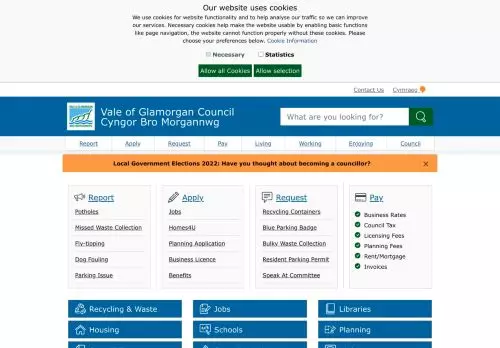 Our website uses cookies
We use cookies for website functionality and to help analyse our traffic so we can improve
our services. Necessary cookies help make the website usable by enabling basic functions
like page navigation, the website cannot function properly without these cookies. Please
choose your preferences below. Cookie Information
Necessary Statistics
Allow all Cookies Allow selection
Contact Us Cymraeg
Vale of Glamorgan Council
Cyngor Bro Morgannwg
What are you looking for?
Report Apply Request Pay Living Working Enjoying Council
Local Government Elections 2022: Have you thought about becoming a councillor? ×
Report
Potholes
Missed Waste Collection
Fly-tipping
Dog Fouling
Parking Issue
Apply
Jobs
Homes4U
Planning Application
Business Licence
Benefits
Request
Recycling Containers
Blue Parking Badge
Bulky Waste Collection
Resident Parking Permit
Speak At Committee
Pay
Business Rates
Council Tax
Licensing Fees
Planning Fees
Rent/Mortgage
Invoices
Recycling & Waste Jobs Libraries
Housing Schools Planning